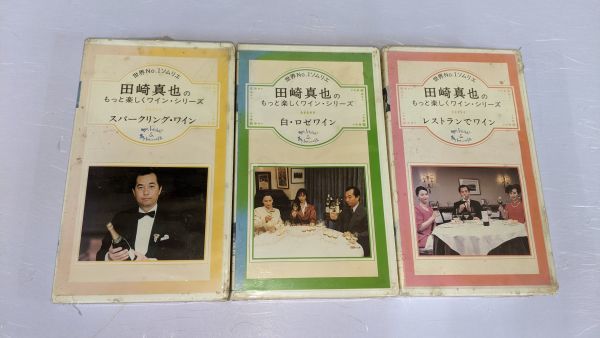 世界No.1ソムリエ
田崎真也の
もっと楽しくワイン・シリーズ
スパークリング・ワイン
世界No.1ソムリエ
田崎真也の
もっと楽しくワイン・シリーズ
白・ロゼワイン
世界No.1ソムリエ
田崎真也の
もっと楽しくワイン・シリーズ
レストランでワイン